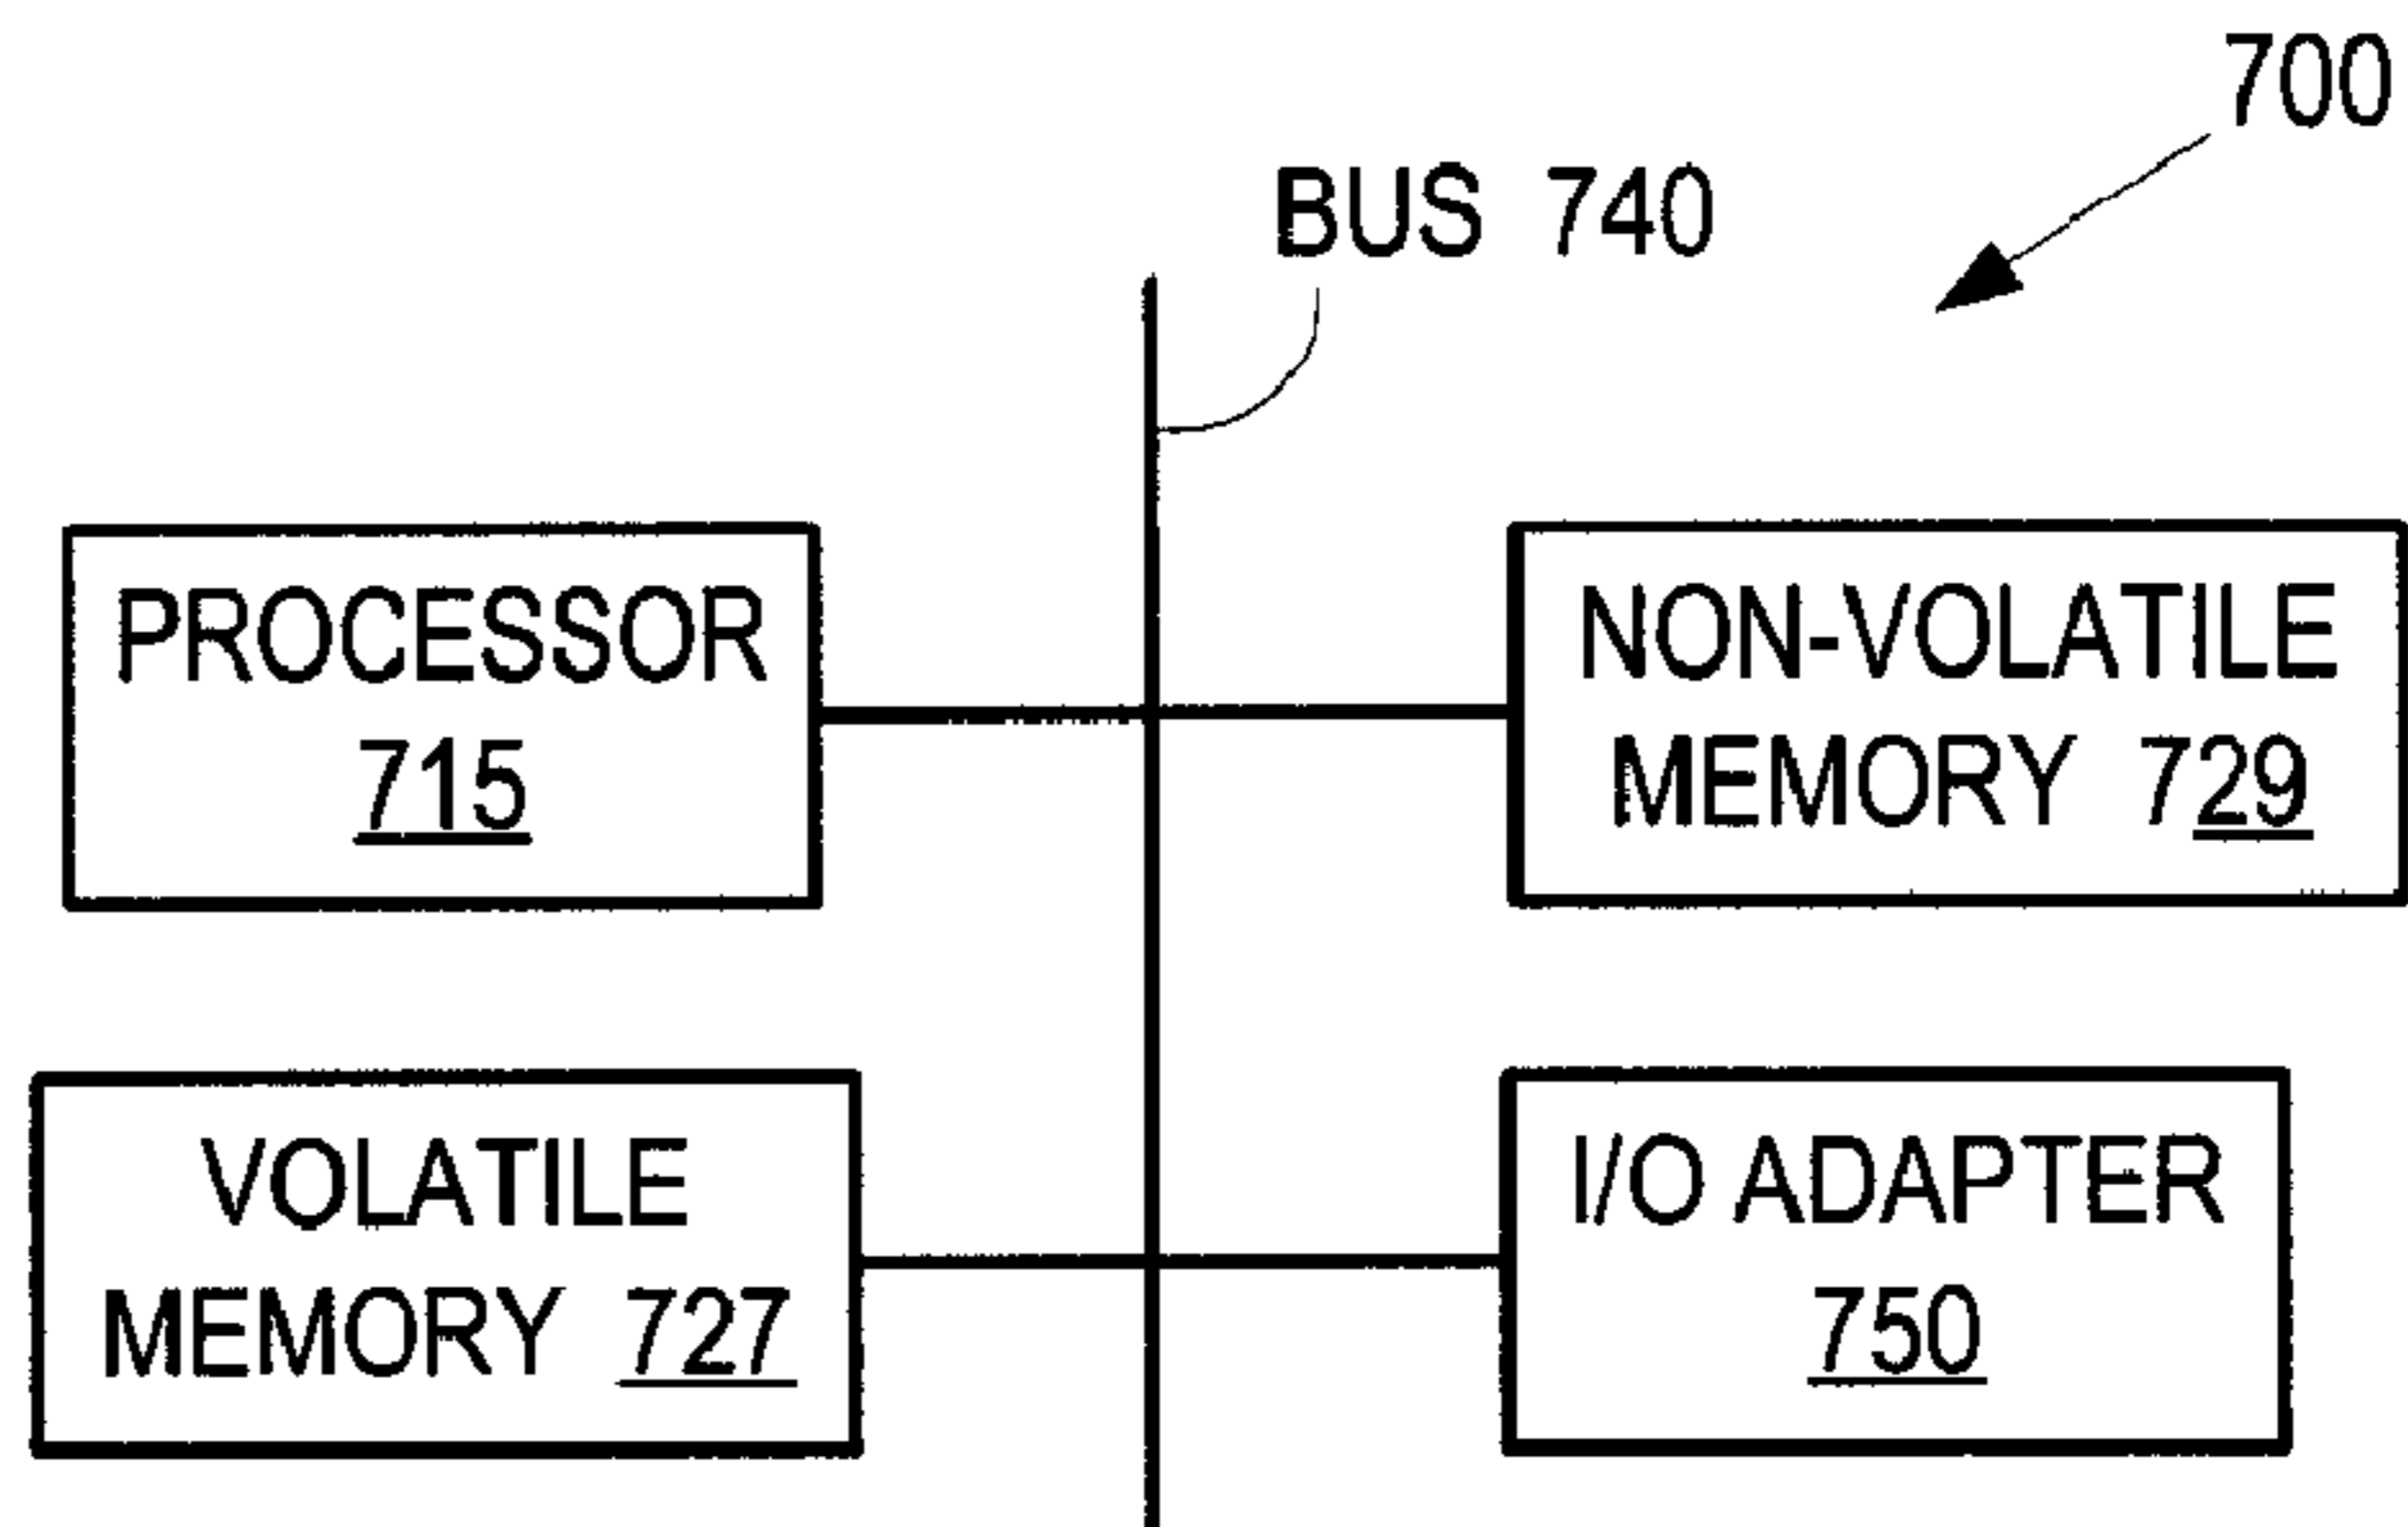 700
BUS 740
PROCESSOR
715
NON-VOLATILE
MEMORY 729
VOLATILE
MEMORY 727
I/O ADAPTER
750